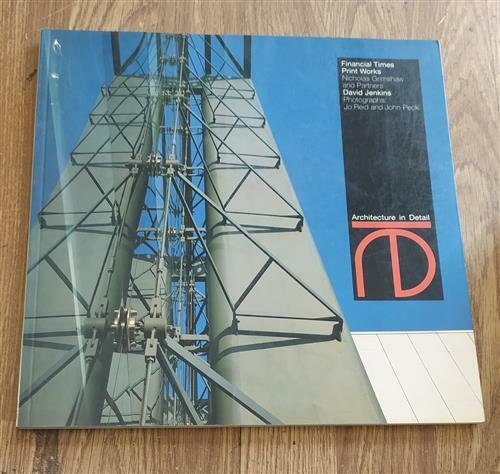 Financial Times
Print Works
Nicholas Grimshaw
and Partners
David Jenkins
Photographs:
Jo Reid and John Peck
Architecture in Detail